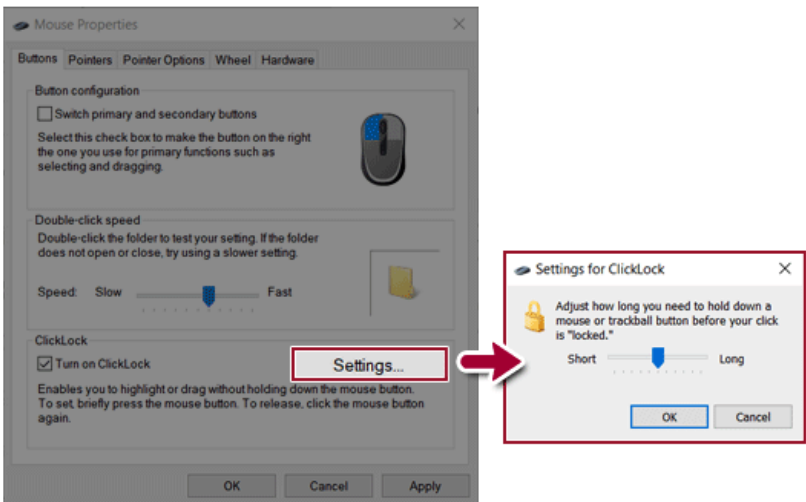 Mouse Properties
Buttons Pointers Pointer Options Wheel Hardware
Button configuration
Switch primary and secondary buttons
Select this check box to make the button on the right
the one you use for primary functions such as
selecting and dragging.
Double-click speed
Double-click the folder to test your setting. If the folder
does not open or close, try using a slower setting.
Speed: Slow Fast
ClickLock
Turn on ClickLock
Settings...
Enables you to highlight or drag without holding down the mouse button.
To set, briefly press the mouse button. To release, click the mouse button
again.
OK Cancel Apply
Settings for ClickLock
Adjust how long you need to hold down a
mouse or trackball button before your click
is "locked."
Short Long
OK Cancel